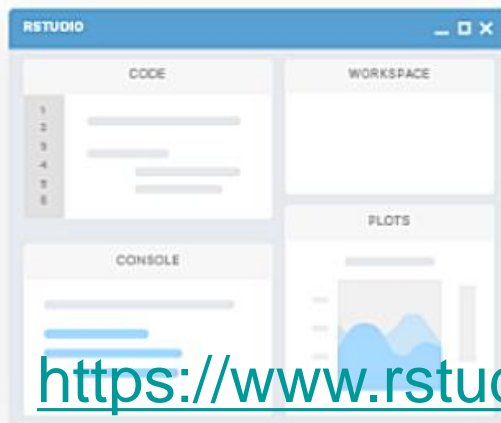 RSTUDIO
CODE
WORKSPACE
1
2
3
4
5
6
PLOTS
CONSOLE
https://www.rstud